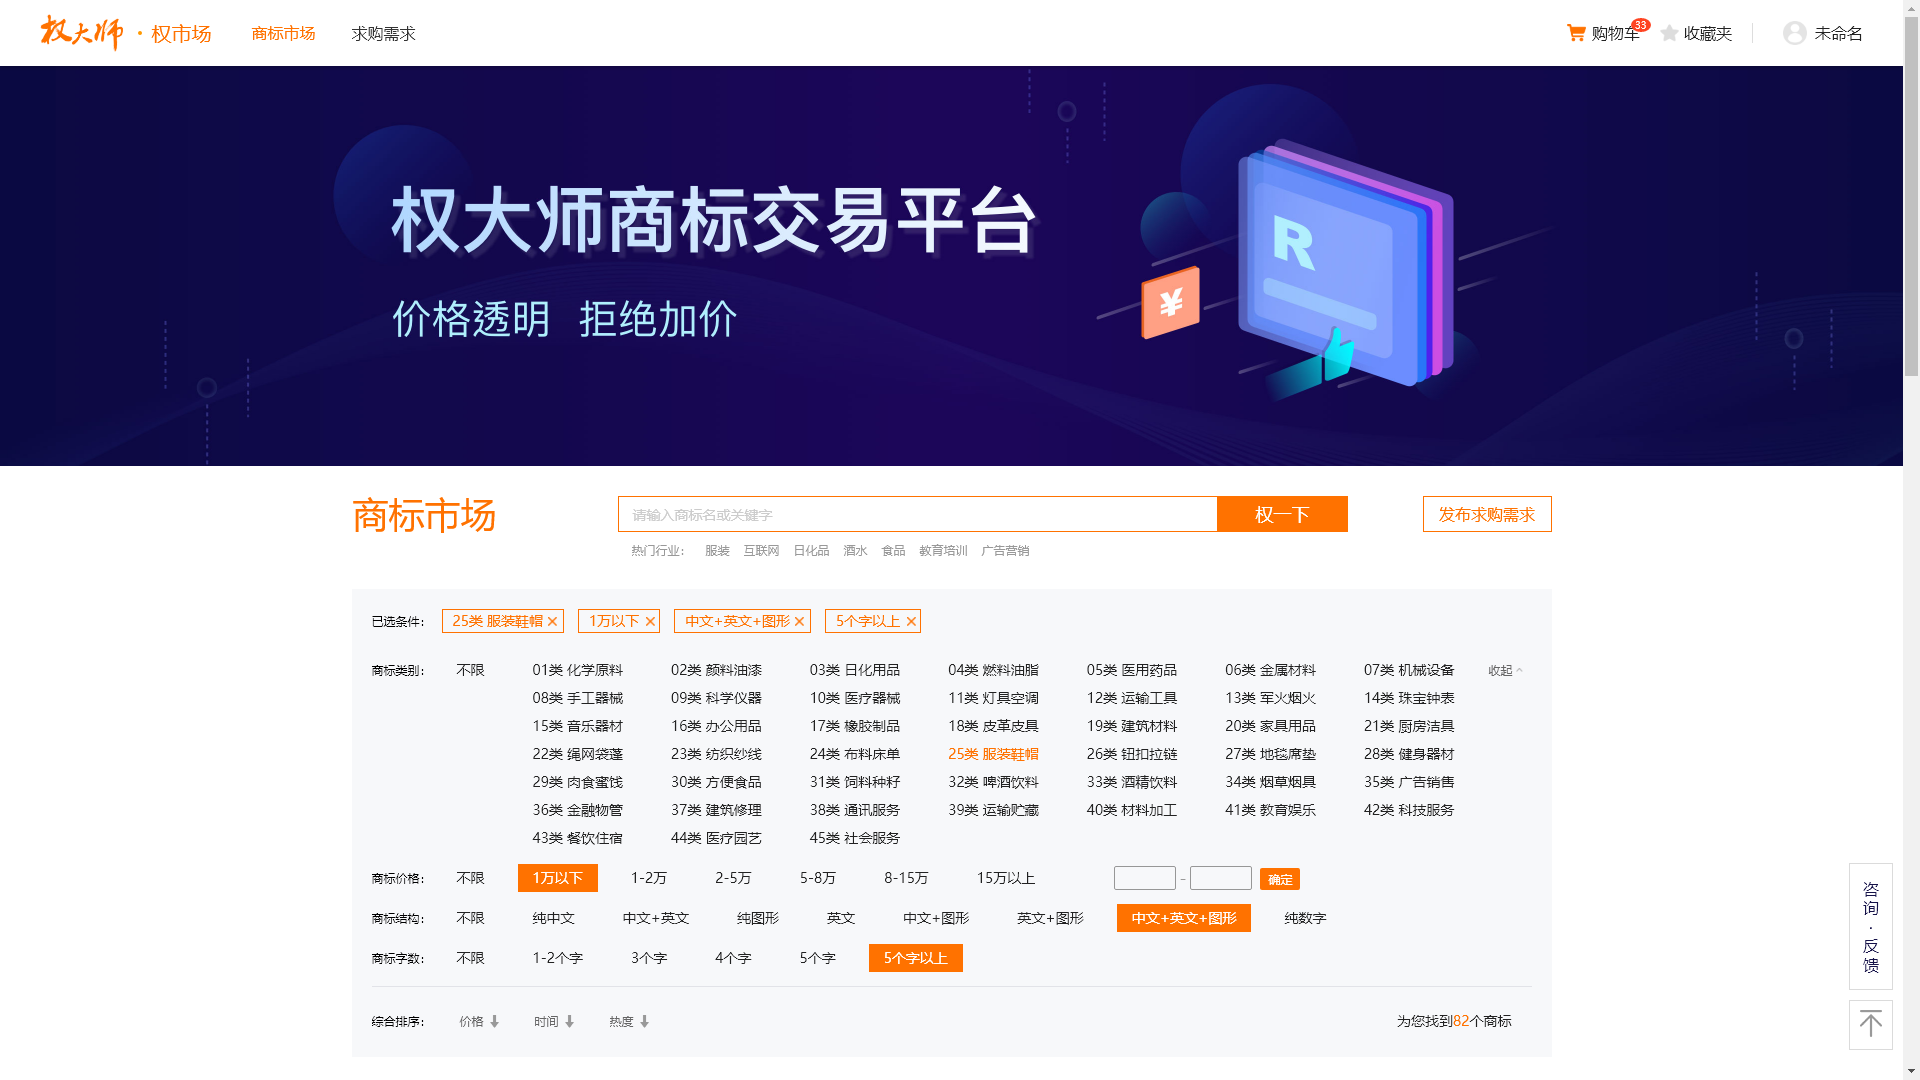 权大师 · 权市场 商标市场 求购需求 购物车 33 收藏夹 未命名
权大师商标交易平台
价格透明 拒绝加价
R
¥
商标市场 请输入商标名或关键字 权一下 发布求购需求
热门行业: 服装 互联网 日化品 酒水 食品 教育培训 广告营销
已选条件: 25类 服装鞋帽 1万以下 中文+英文+图形 5个字以上
商标类别: 不限 01类 化学原料 02类 颜料油漆 03类 日化用品 04类 燃料油脂 05类 医用药品 06类 金属材料 07类 机械设备 收起
08类 手工器械 09类 科学仪器 10类 医疗器械 11类 灯具空调 12类 运输工具 13类 军火烟火 14类 珠宝钟表
15类 音乐器材 16类 办公用品 17类 橡胶制品 18类 皮革皮具 19类 建筑材料 20类 家具用品 21类 厨房洁具
22类 绳网袋篷 23类 纺织纱线 24类 布料床单 25类 服装鞋帽 26类 钮扣拉链 27类 地毯席垫 28类 健身器材
29类 肉食蜜饯 30类 方便食品 31类 饲料种籽 32类 啤酒饮料 33类 酒精饮料 34类 烟草烟具 35类 广告销售
36类 金融物管 37类 建筑修理 38类 通讯服务 39类 运输贮藏 40类 材料加工 41类 教育娱乐 42类 科技服务
43类 餐饮住宿 44类 医疗园艺 45类 社会服务
商标价格: 不限 1万以下 1-2万 2-5万 5-8万 8-15万 15万以上 - 确定
商标结构: 不限 纯中文 中文+英文 纯图形 英文 中文+图形 英文+图形 中文+英文+图形 纯数字
商标字数: 不限 1-2个字 3个字 4个字 5个字 5个字以上
综合排序: 价格 时间 热度 为您找到82个商标
咨询·反馈